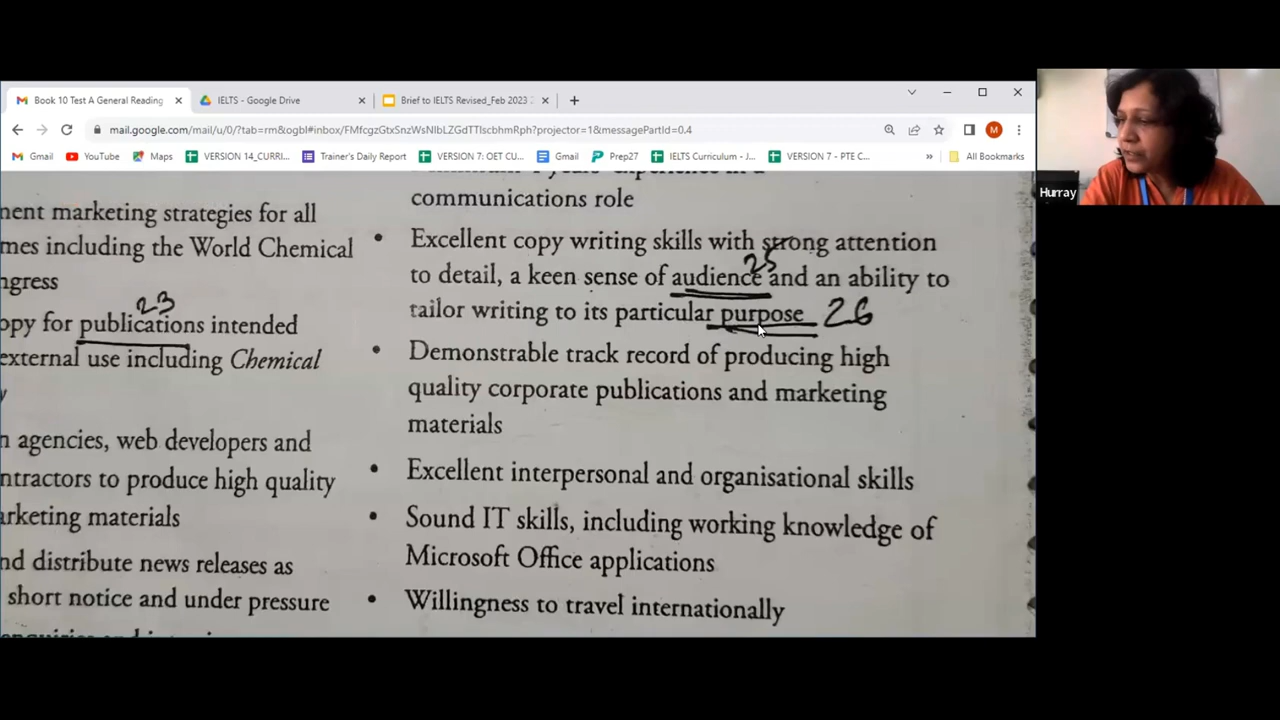 Book 10 Test A General Reading
IELTS - Google Drive
Brief to IELTS Revised_Feb 2023
mail.google.com/mail/u/0/?tab=rm&ogbl#inbox/FMfcgzGtxSnzWsNlbLZGdTTlscbhmRph?projector=1&messagePartId=0.4
M
Gmail
YouTube
Maps
VERSION 14_CURRI...
Trainer's Daily Report
VERSION 7: OET CU...
Gmail
Prep27
IELTS Curriculum - J...
VERSION 7 - PTE C...
»
All Bookmarks
Hurray
ment marketing strategies for all
mes including the World Chemical
ngress
23
opy for publications intended
external use including Chemical
y
n agencies, web developers and
ntractors to produce high quality
arketing materials
nd distribute news releases as
short notice and under pressure
communications role
• Excellent copy writing skills with strong attention
25
to detail, a keen sense of audience and an ability to
tailor writing to its particular purpose 26
• Demonstrable track record of producing high
quality corporate publications and marketing
materials
• Excellent interpersonal and organisational skills
• Sound IT skills, including working knowledge of
Microsoft Office applications
• Willingness to travel internationally